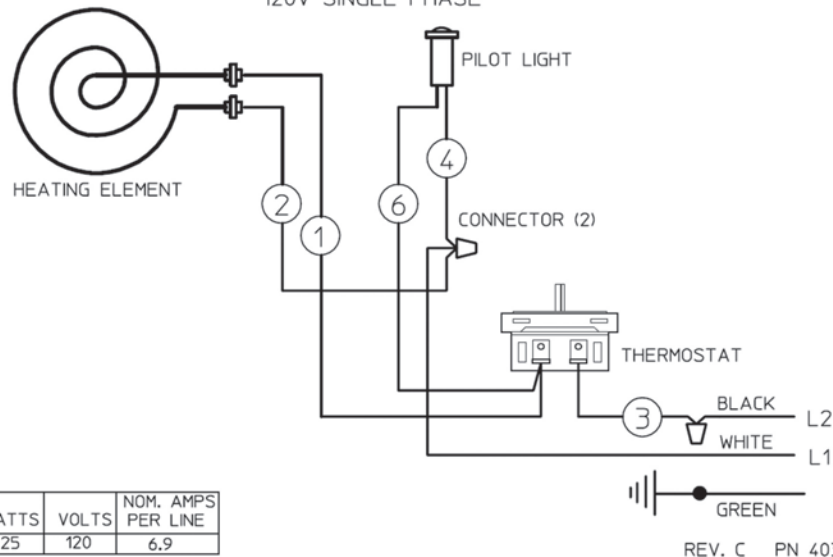 120V SINGLE PHASE
PILOT LIGHT
4
HEATING ELEMENT
2
6
1
CONNECTOR (2)
THERMOSTAT
3
BLACK
L2
WHITE
L1
GREEN
VOLTS
NOM. AMPS
PER LINE
120
6.9
REV. C PN